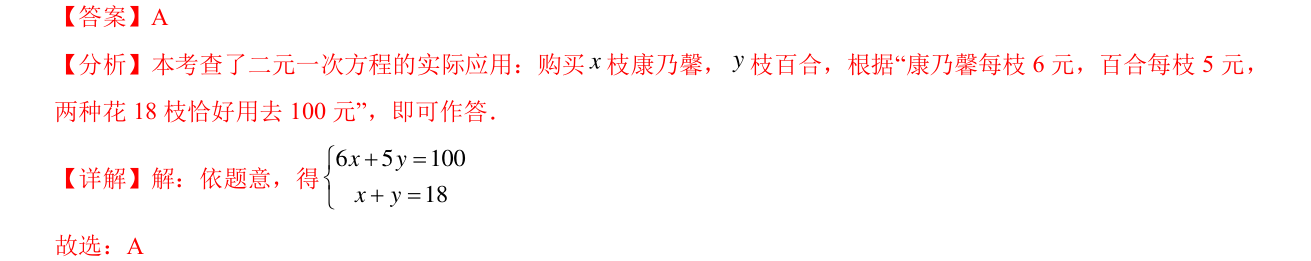 【答案】A
【分析】本考查了二元一次方程的实际应用：购买 x 枝康乃馨， y 枝百合，根据“康乃馨每枝 6 元，百合每枝 5 元，
两种花 18 枝恰好用去 100 元”，即可作答．
【详解】解：依题意，得{6x+5y=100
x+y=18
故选：A